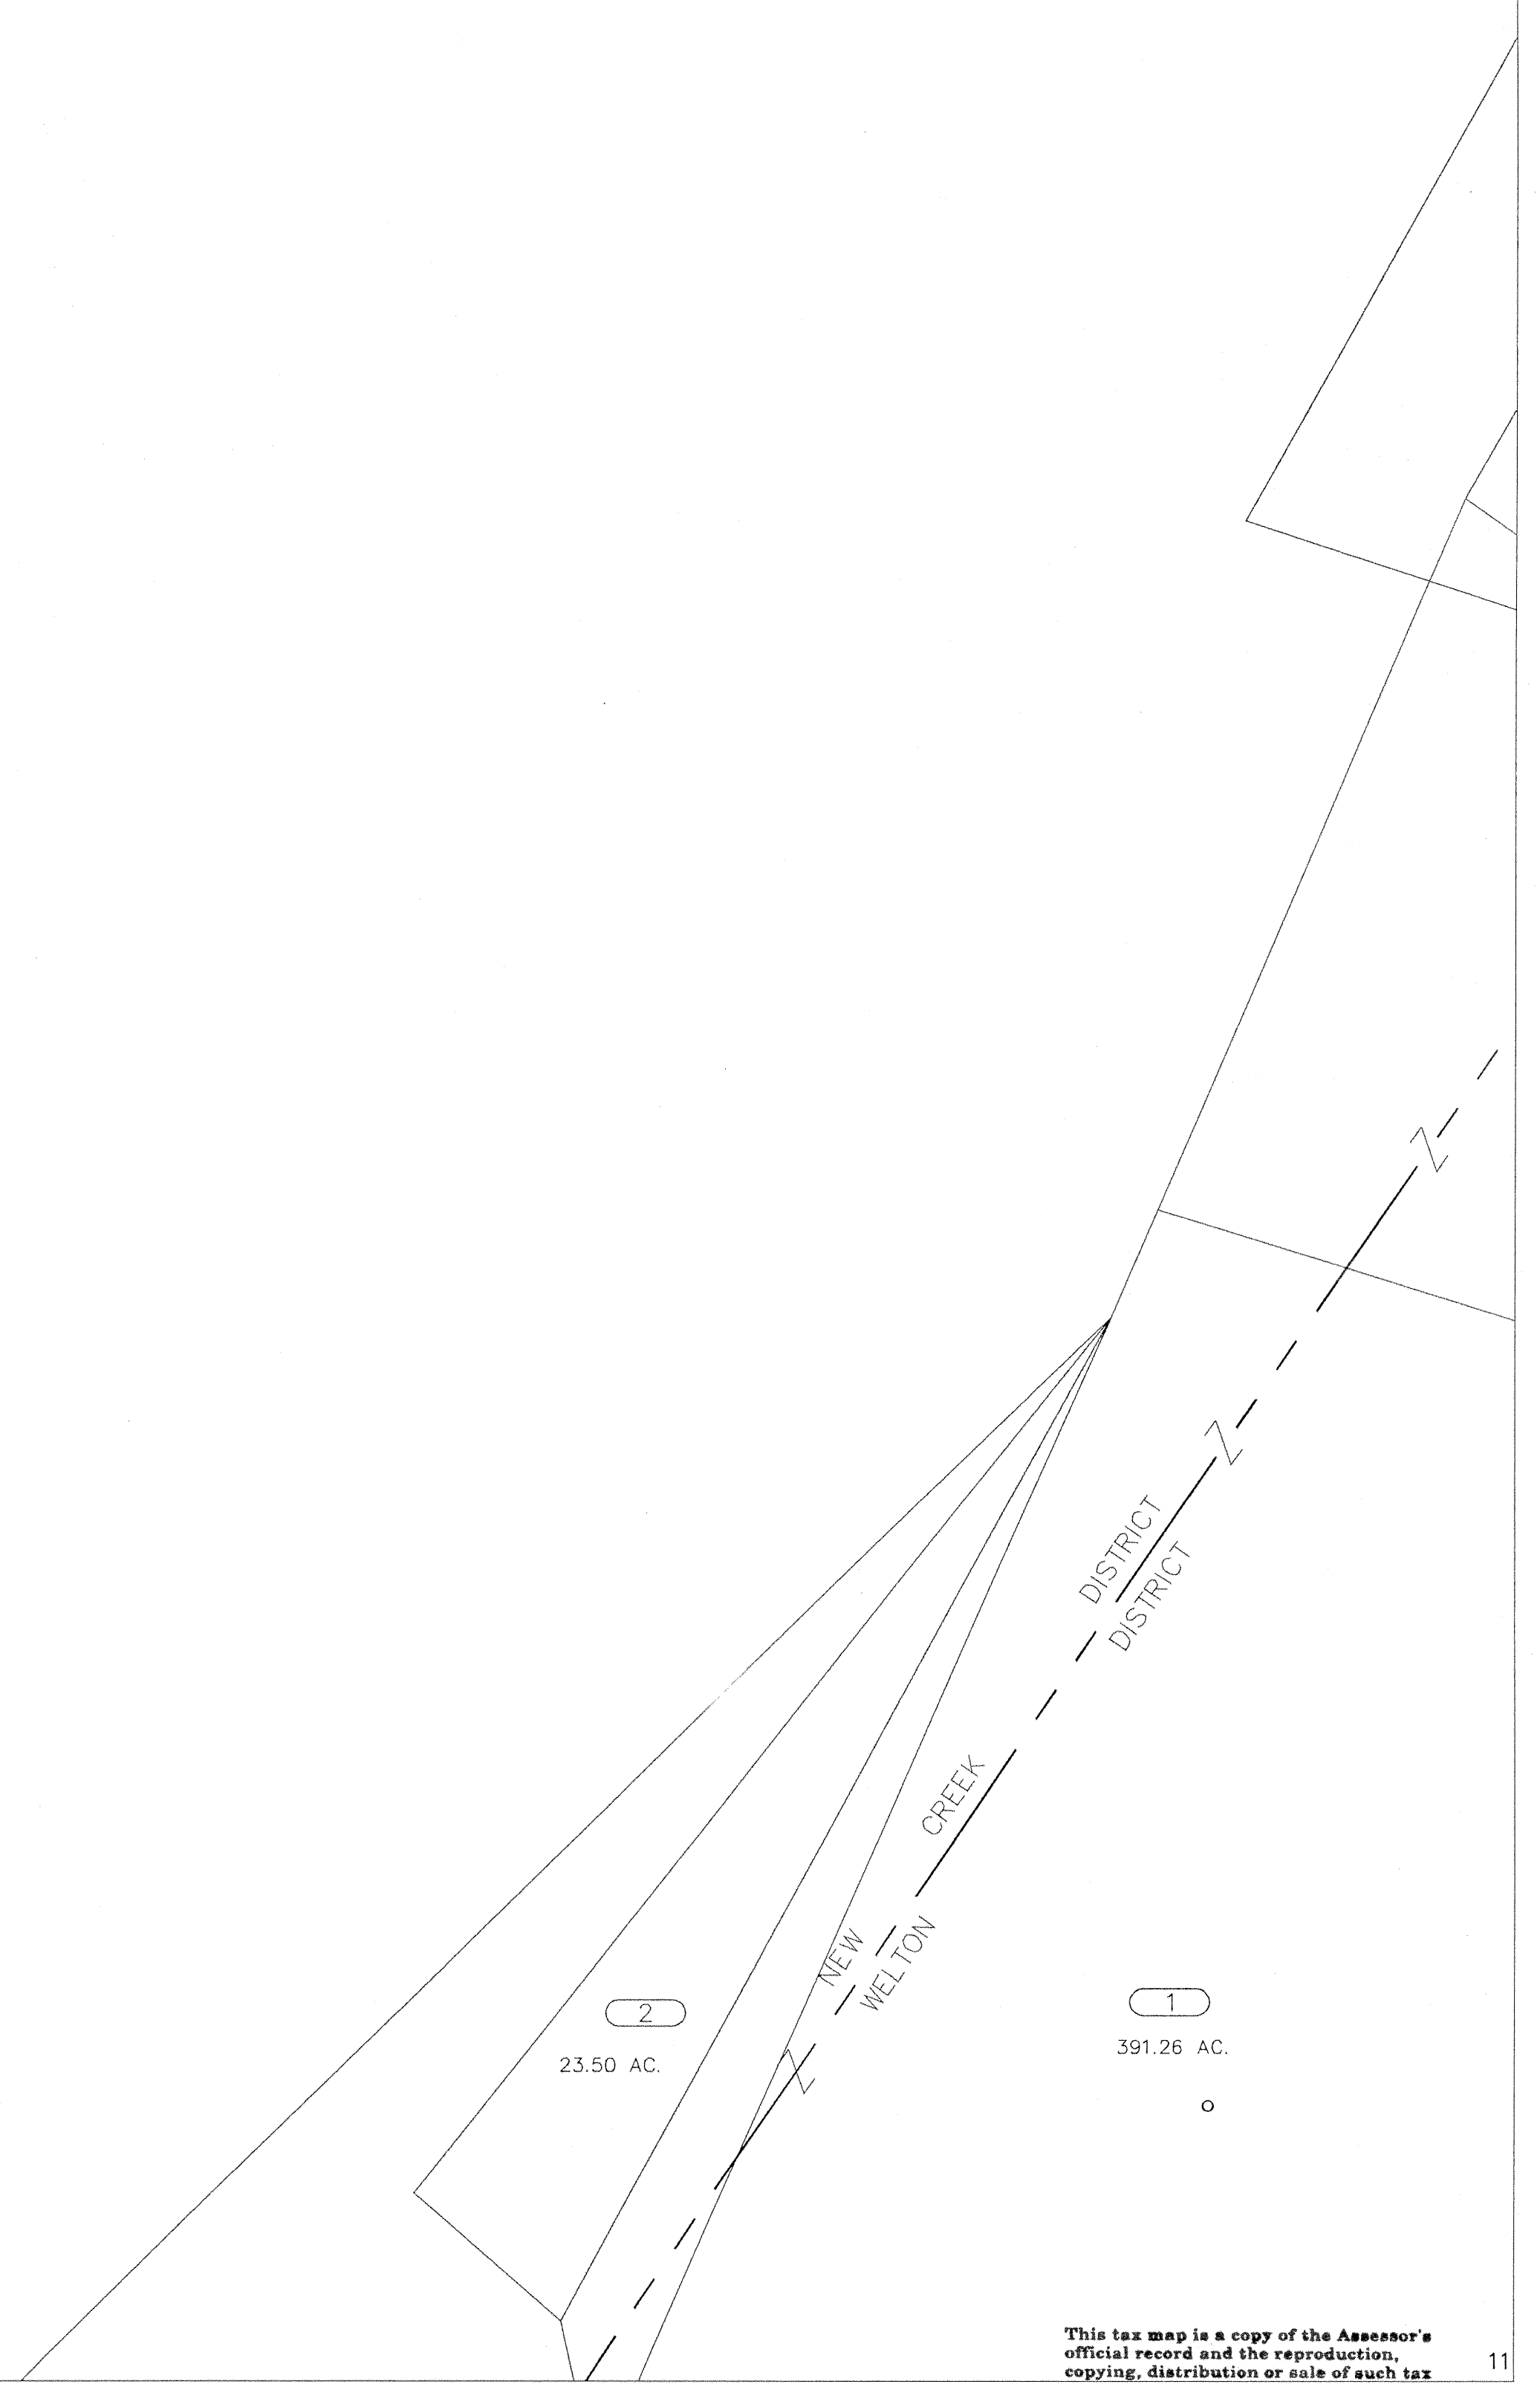 Z
Z
DISTRICT
DISTRICT
NEW CREEK
WELTON
Z
2
23.50 AC.
1
391.26 AC.
This tax map is a copy of the Assessor's
official record and the reproduction,
copying, distribution or sale of such tax
11